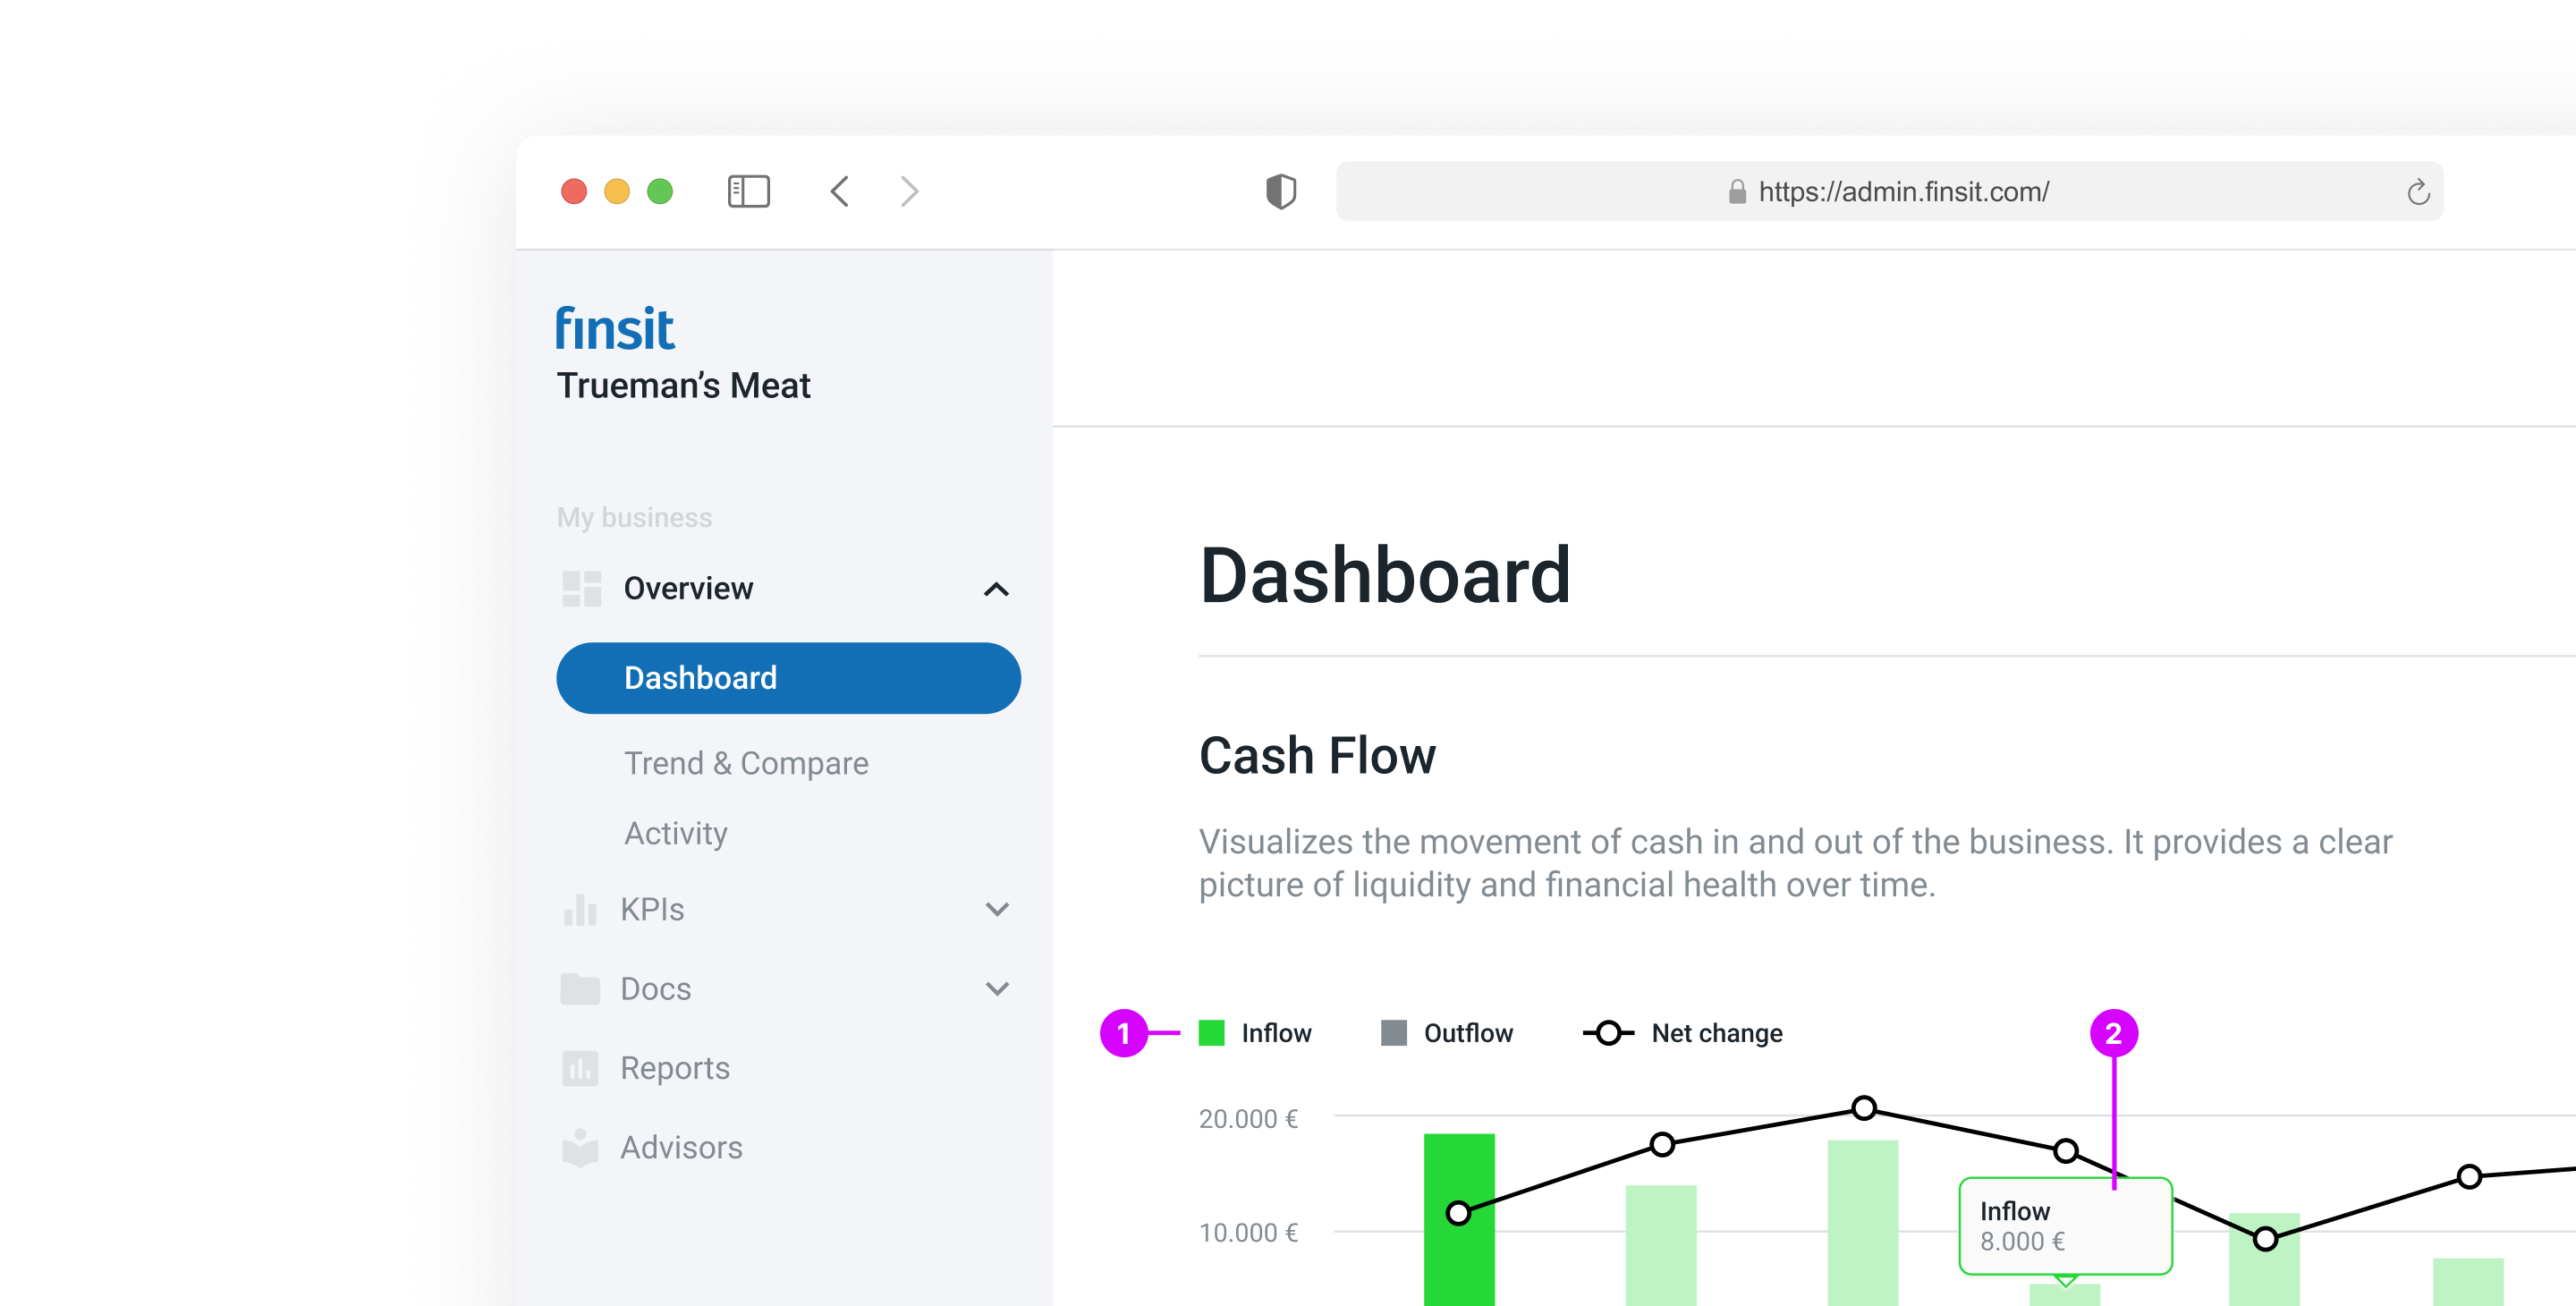 https://admin.finsit.com/
finsit
Trueman’s Meat
My business
Overview
Dashboard
Trend & Compare
Activity
KPIs
Docs
Reports
Advisors
Dashboard
Cash Flow
Visualizes the movement of cash in and out of the business. It provides a clear
picture of liquidity and financial health over time.
1 Inflow Outflow Net change 2
20.000 €
10.000 €
Inflow
8.000 €